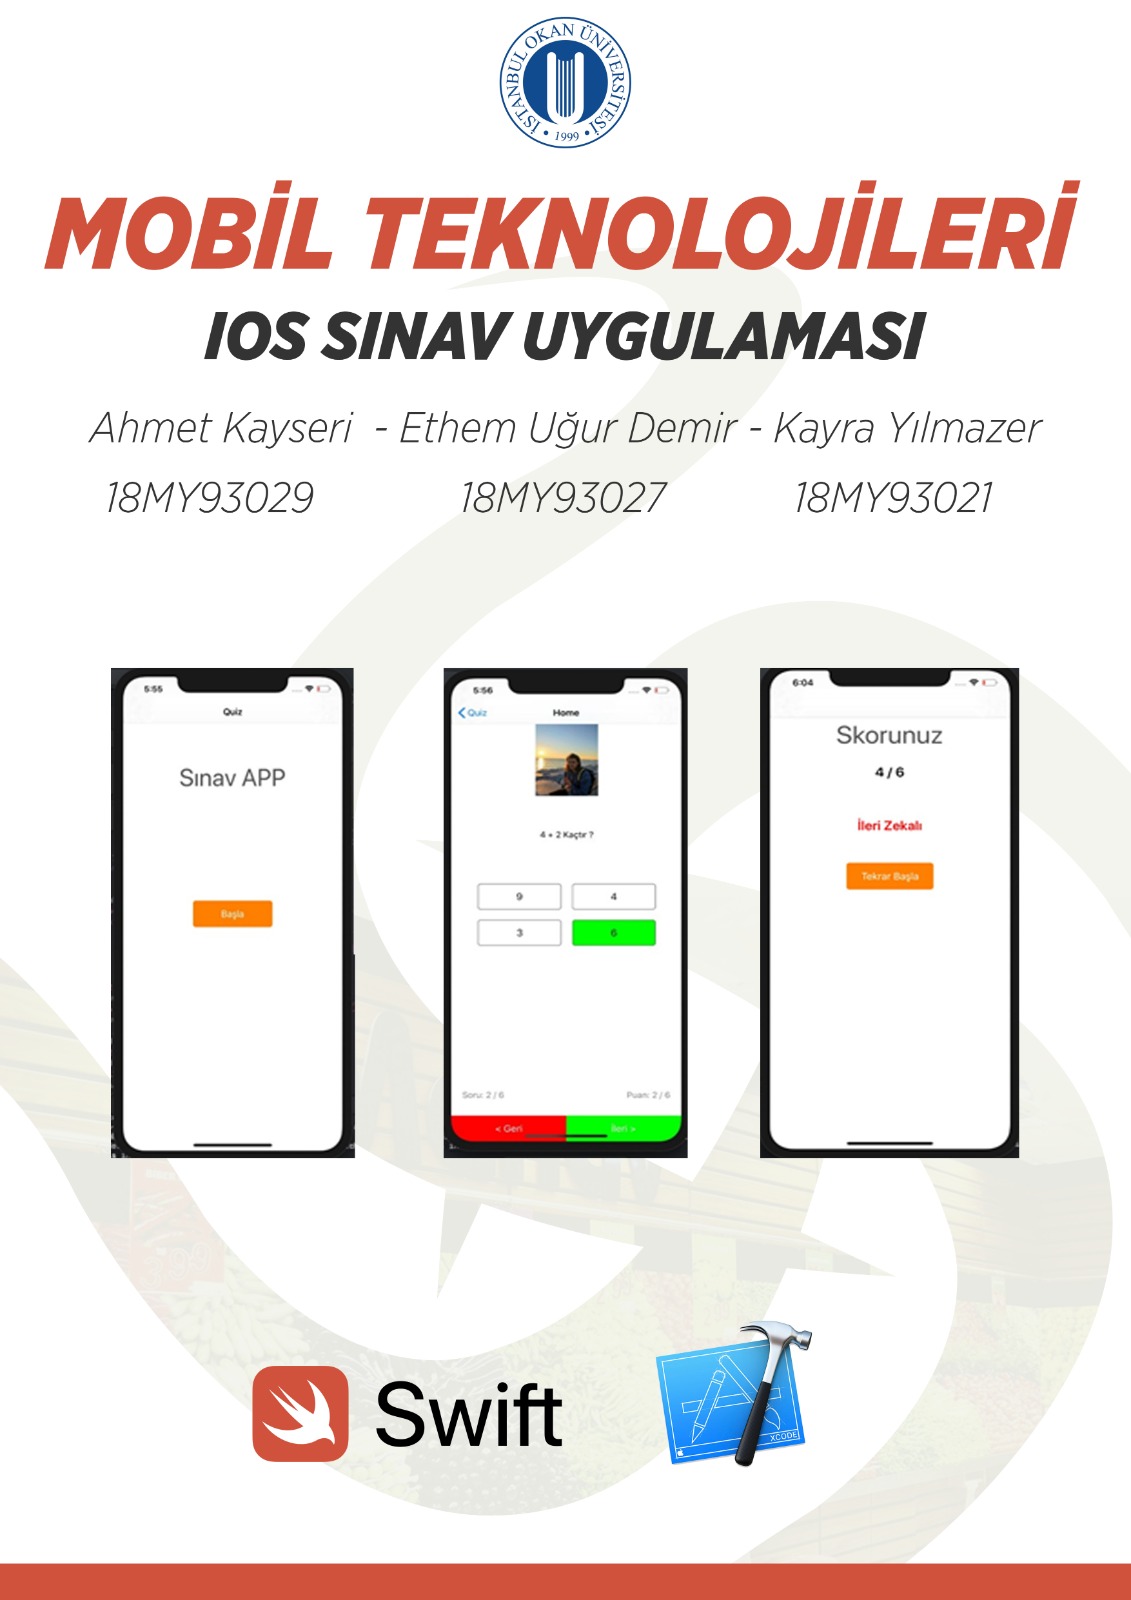 İSTANBUL OKAN ÜNİVERSİTESİ
• 1999 •
MOBİL TEKNOLOJİLERİ
IOS SINAV UYGULAMASI
Ahmet Kayseri - Ethem Uğur Demir - Kayra Yılmazer
18MY93029 18MY93027 18MY93021
5:55
Quiz
Sınav APP
Başla
5:56
Quiz Home
4 + 2 Kaçtır ?
9 4
3 6
Soru: 2 / 6 Puan: 2 / 6
< Geri İleri >
6:04
Skorunuz
4 / 6
İleri Zekalı
Tekrar Başla
Swift
XCODE